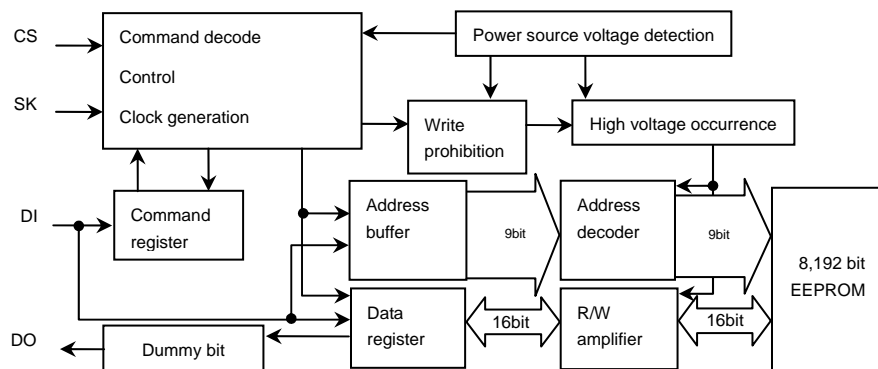 CS
Command decode
Power source voltage detection
Control
SK
Clock generation
Write
prohibition
High voltage occurrence
DI
Command
register
Address
buffer
9bit
Address
decoder
9bit
8,192 bit
EEPROM
Data
register
16bit
R/W
amplifier
16bit
DO
Dummy bit